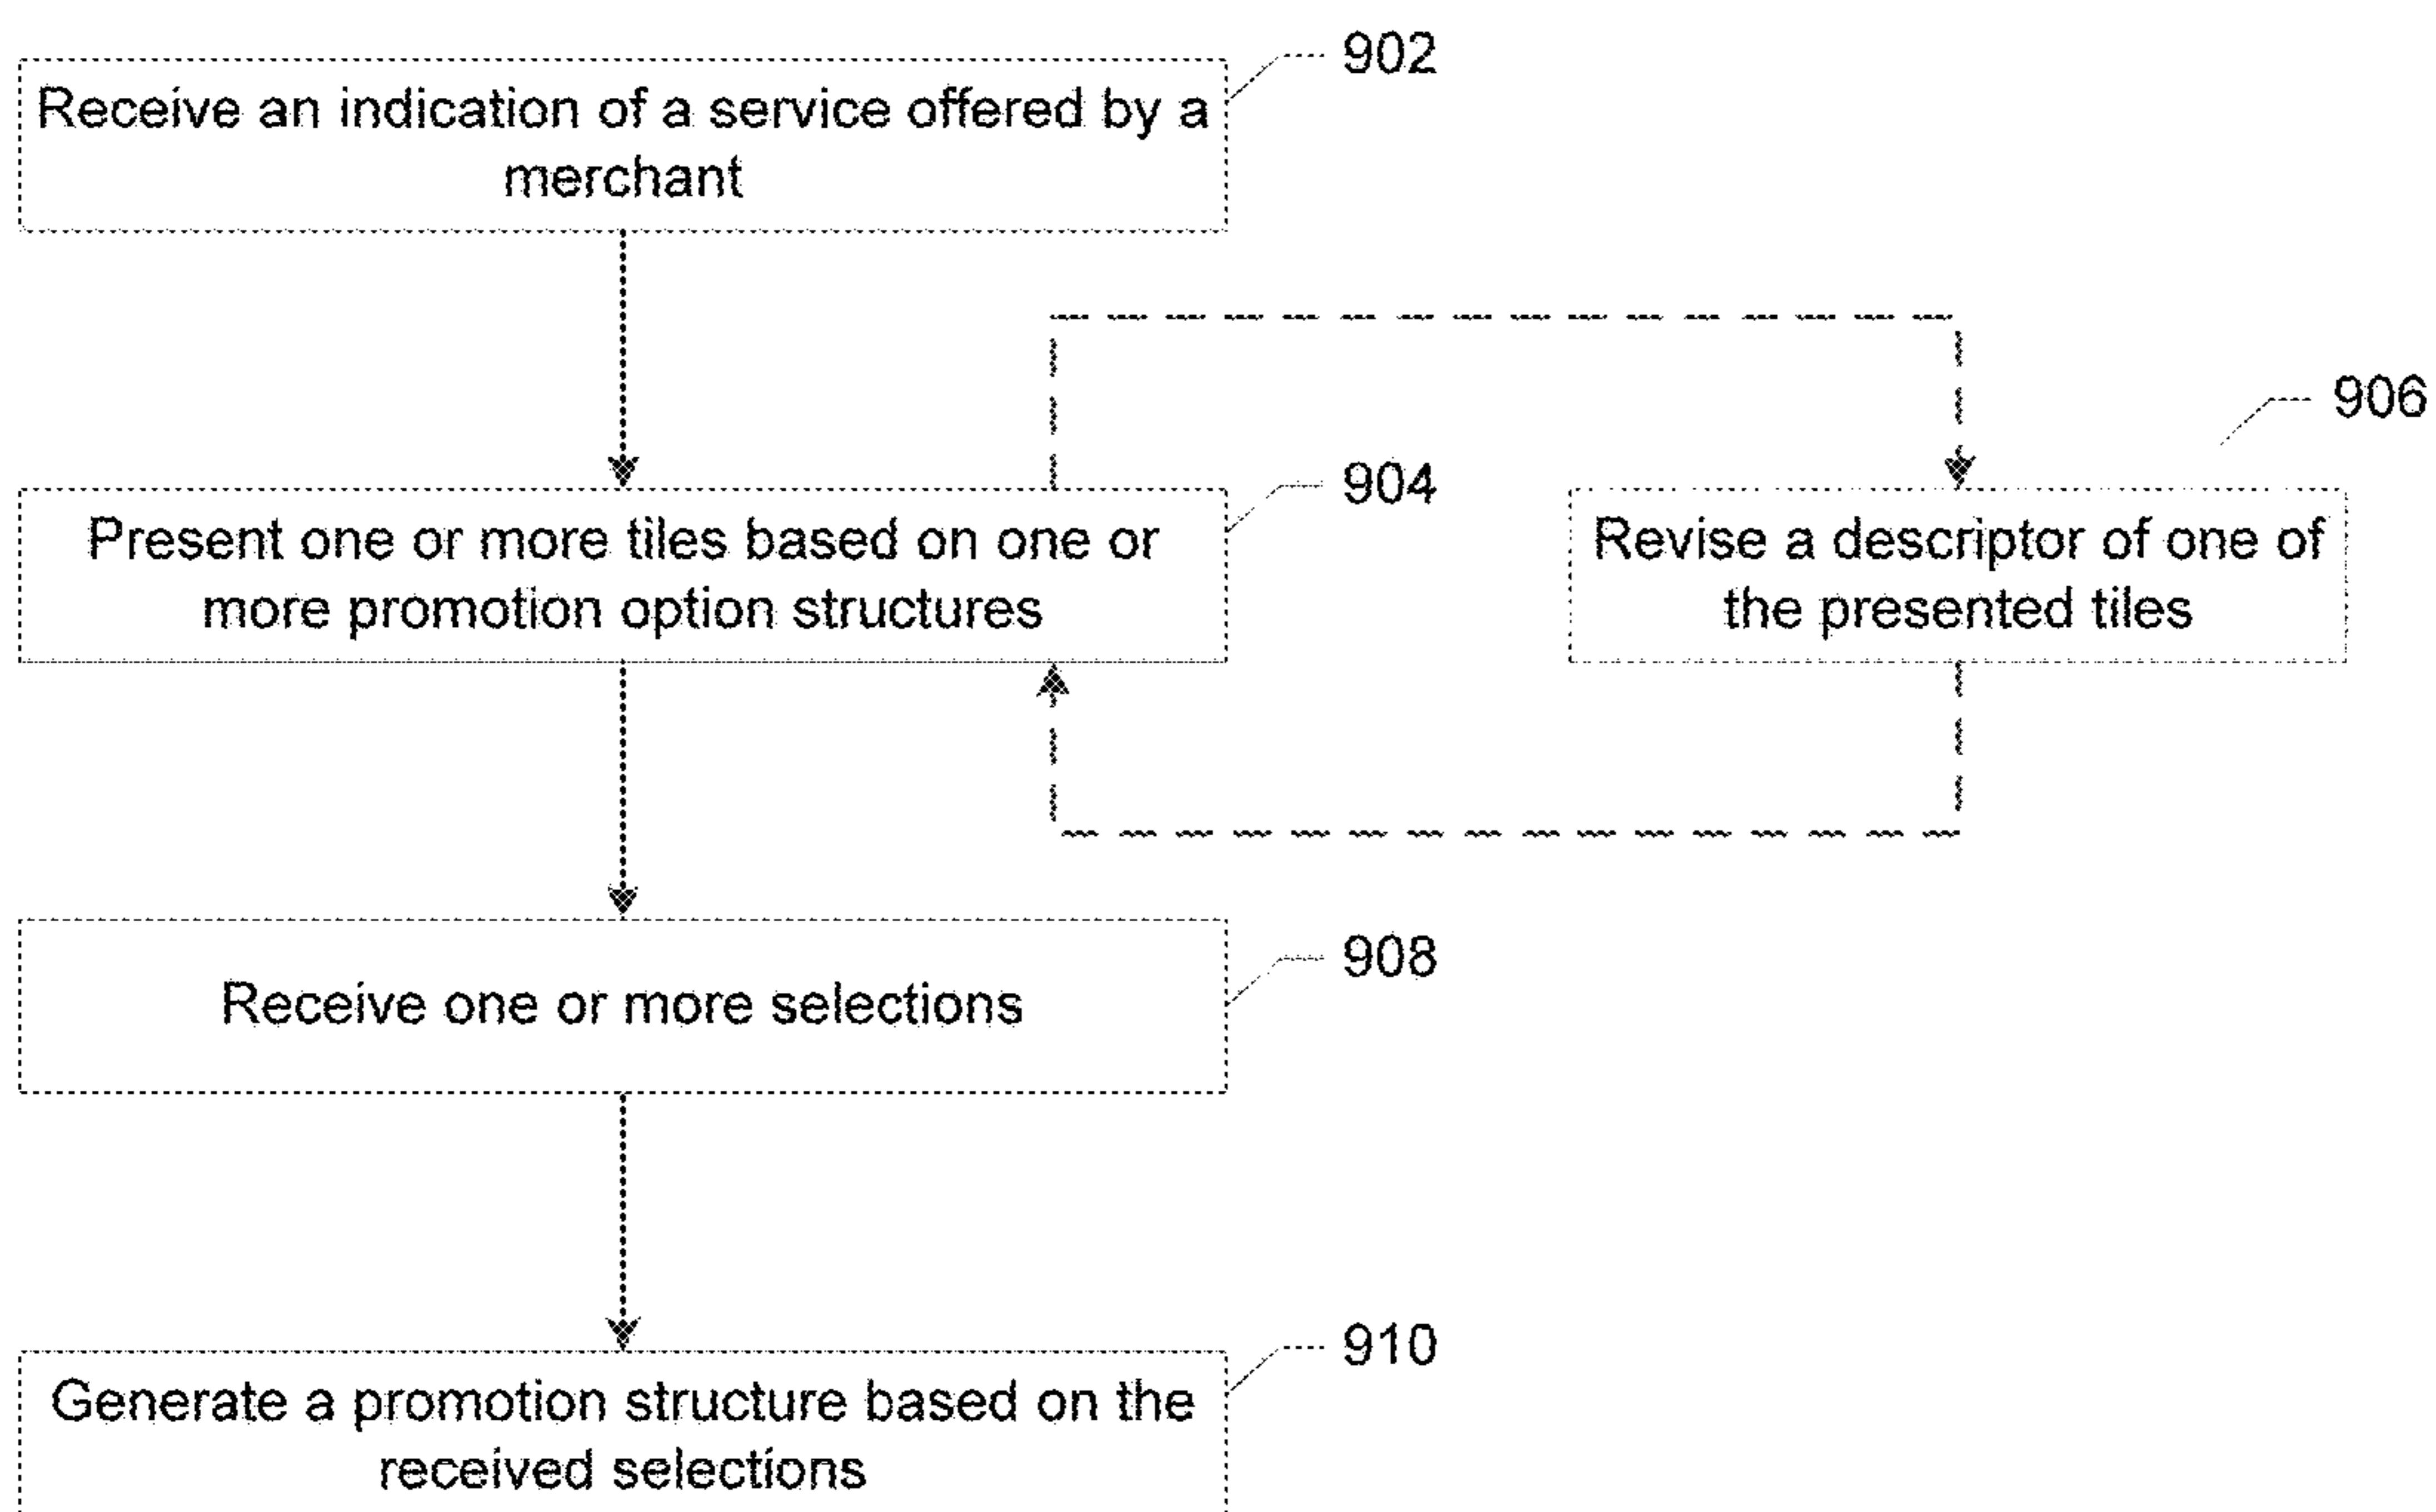 902
Receive an indication of a service offered by a
merchant
906
904
Present one or more tiles based on one or
more promotion option structures
Revise a descriptor of one of
the presented tiles
908
Receive one or more selections
910
Generate a promotion structure based on the
received selections